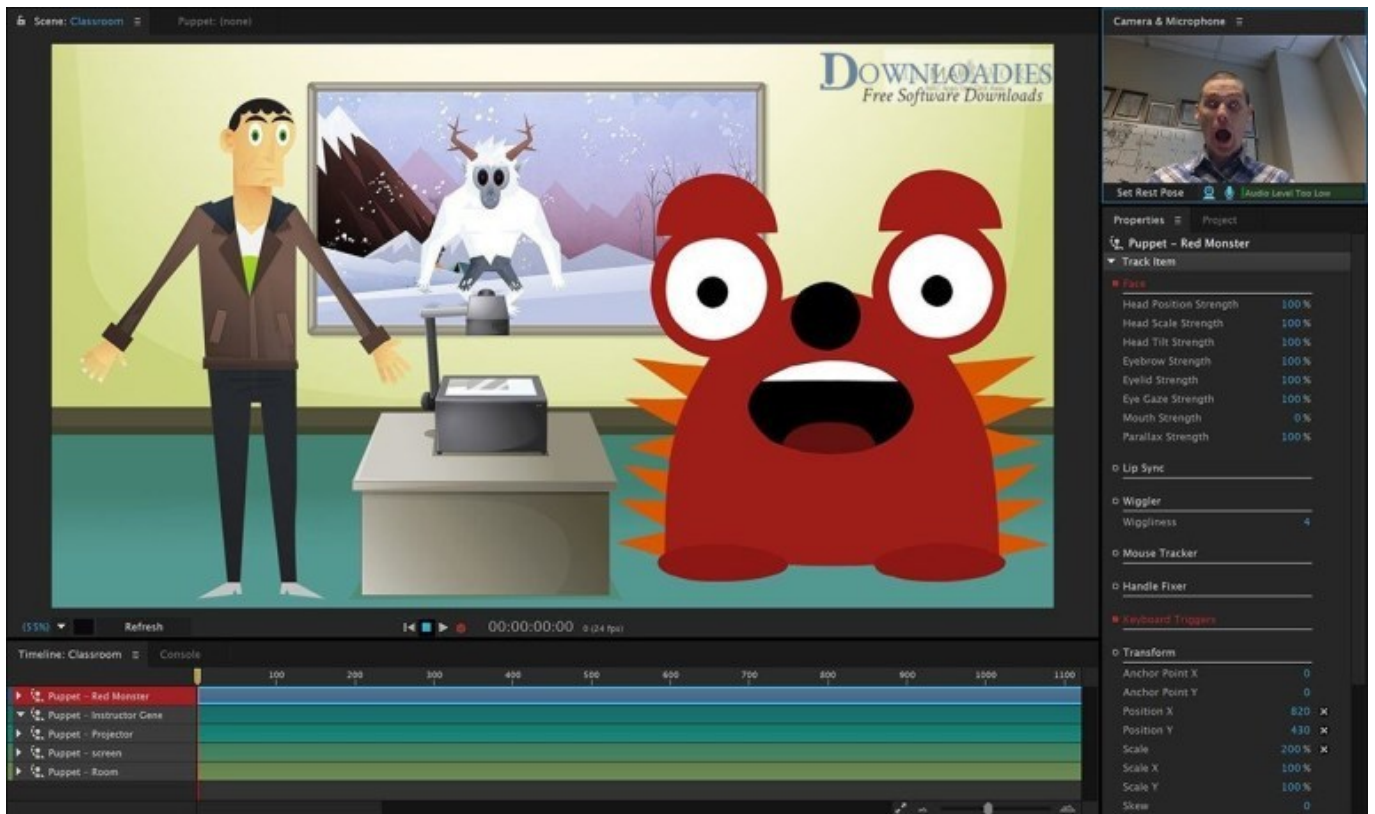 Scene: Classroom
Puppet: (none)
DOWNLOADIES
Free Software Downloads
(55%)
Refresh
00:00:00:00
0 (24 fps)
Timeline: Classroom
Console
100 200 300 400 500 600 700 800 900 1000 1100
Puppet - Red Monster
Puppet - Instructor Gene
Puppet - Projector
Puppet - screen
Puppet - Room
Camera & Microphone
Set Rest Pose
Audio Level Too Low
Properties
Project
Puppet - Red Monster
Track Item
Face
Head Position Strength 100 %
Head Scale Strength 100 %
Head Tilt Strength 100 %
Eyebrow Strength 100 %
Eyelid Strength 100 %
Eye Gaze Strength 100 %
Mouth Strength 0 %
Parallax Strength 100 %
Lip Sync
Wiggler
Wiggliness 4
Mouse Tracker
Handle Fixer
Keyboard Triggers
Transform
Anchor Point X 0
Anchor Point Y 0
Position X 820
Position Y 430
Scale 200 %
Scale X 100 %
Scale Y 100 %
Skew 0